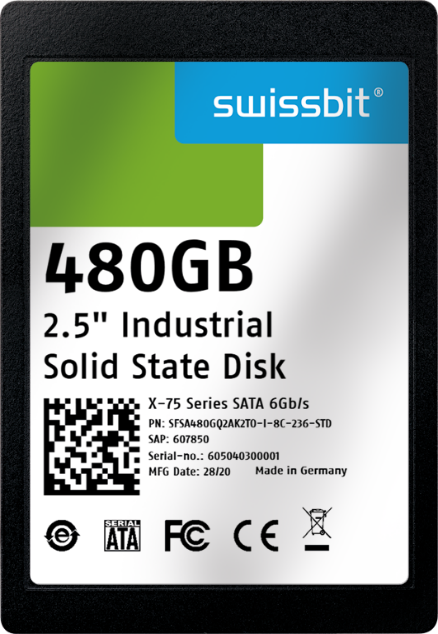 swissbit®
480GB
2.5" Industrial
Solid State Disk
X-75 Series SATA 6Gb/s
PN: SFSA480GQ2AK2TO-I-8C-236-STD
SAP: 607850
Serial-no.: 605040300001
MFG Date: 28/20 Made in Germany
e
SERIAL
ATA
FC
CE